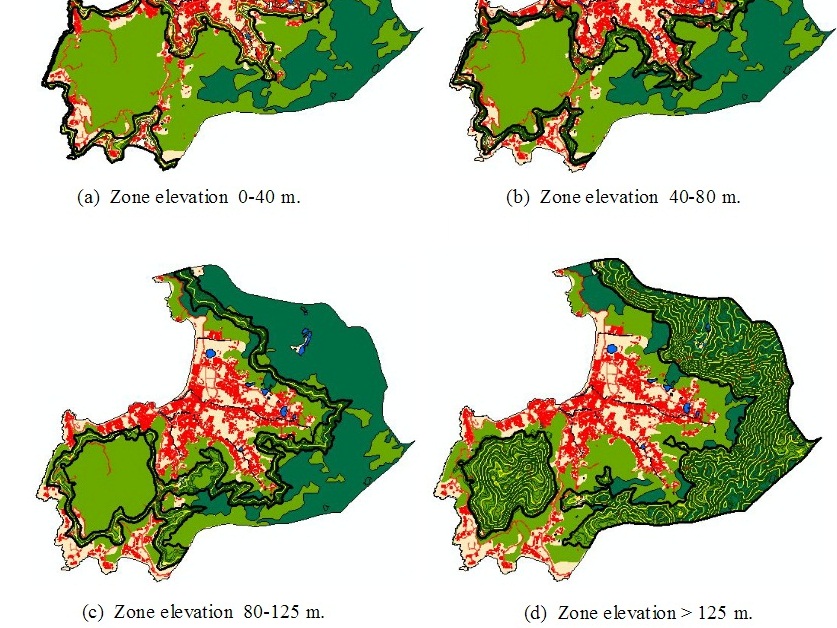 (a) Zone elevation 0-40 m.
(b) Zone elevation 40-80 m.
(c) Zone elevation 80-125 m.
(d) Zone elevation > 125 m.